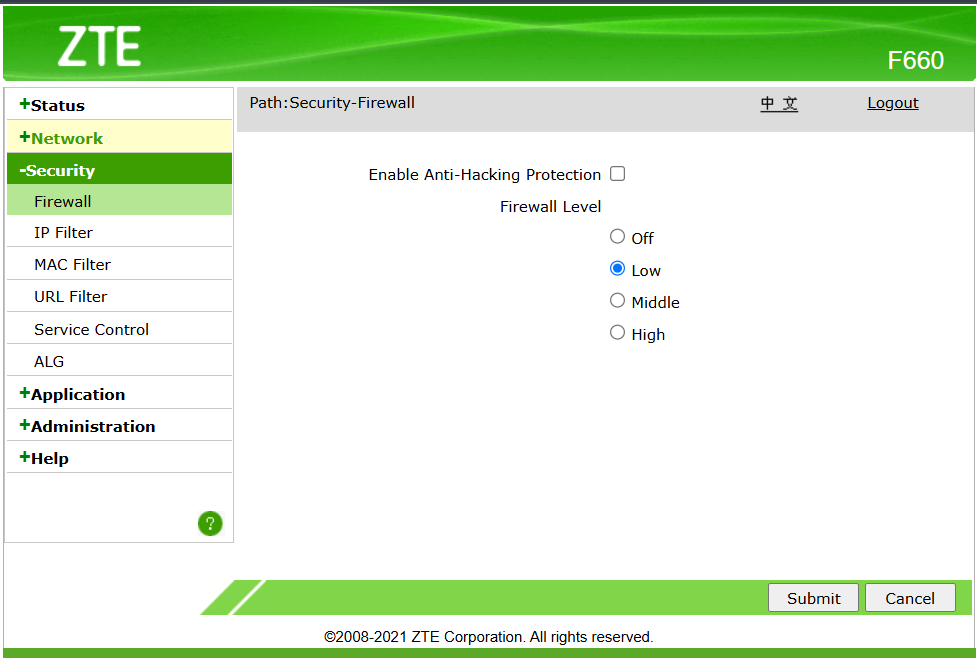 ZTE
F660
+Status
+Network
-Security
Firewall
IP Filter
MAC Filter
URL Filter
Service Control
ALG
+Application
+Administration
+Help
?
Path:Security-Firewall
中 文
Logout
Enable Anti-Hacking Protection
Firewall Level
Off
Low
Middle
High
Submit
Cancel
©2008-2021 ZTE Corporation. All rights reserved.